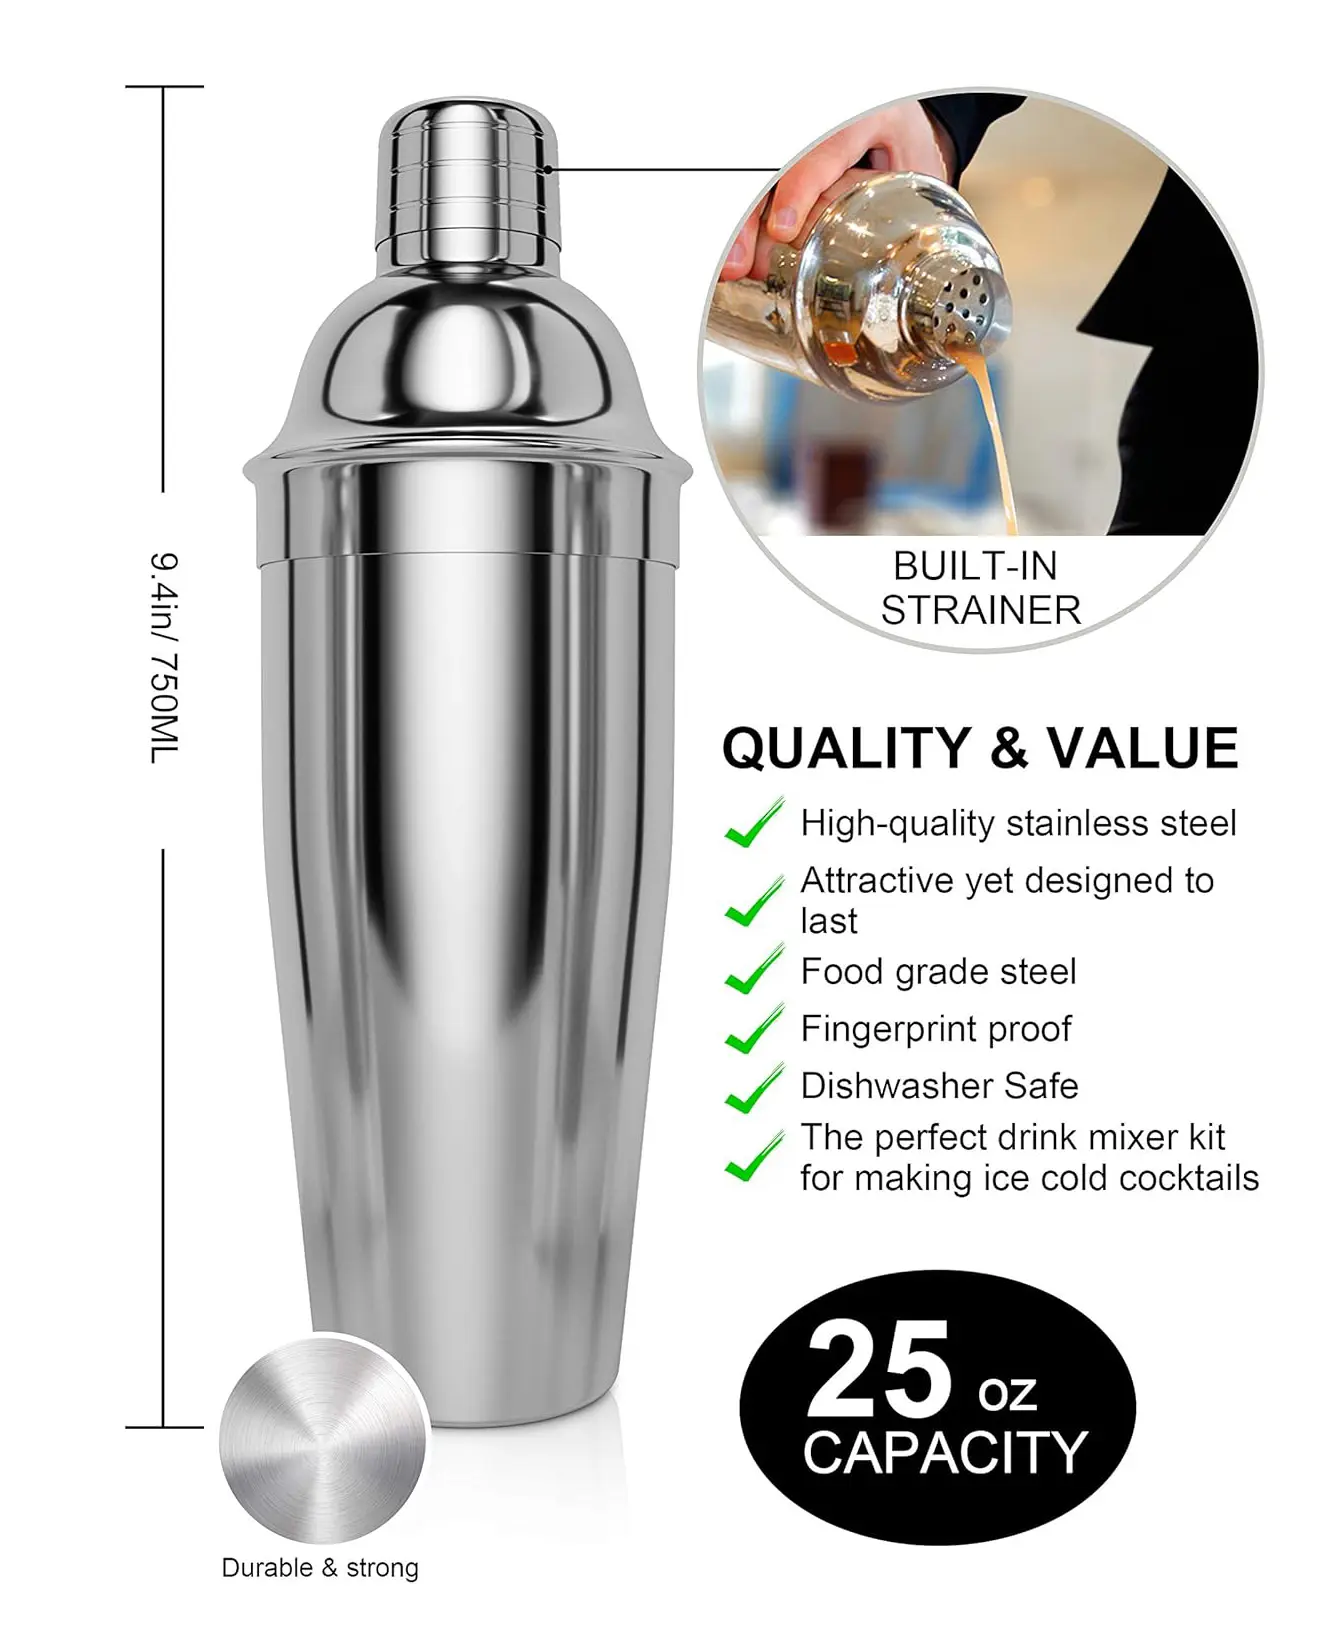 9.4in/ 750ML
BUILT-IN
STRAINER
QUALITY & VALUE
High-quality stainless steel
Attractive yet designed to
last
Food grade steel
Fingerprint proof
Dishwasher Safe
The perfect drink mixer kit
for making ice cold cocktails
25 oz
CAPACITY
Durable & strong